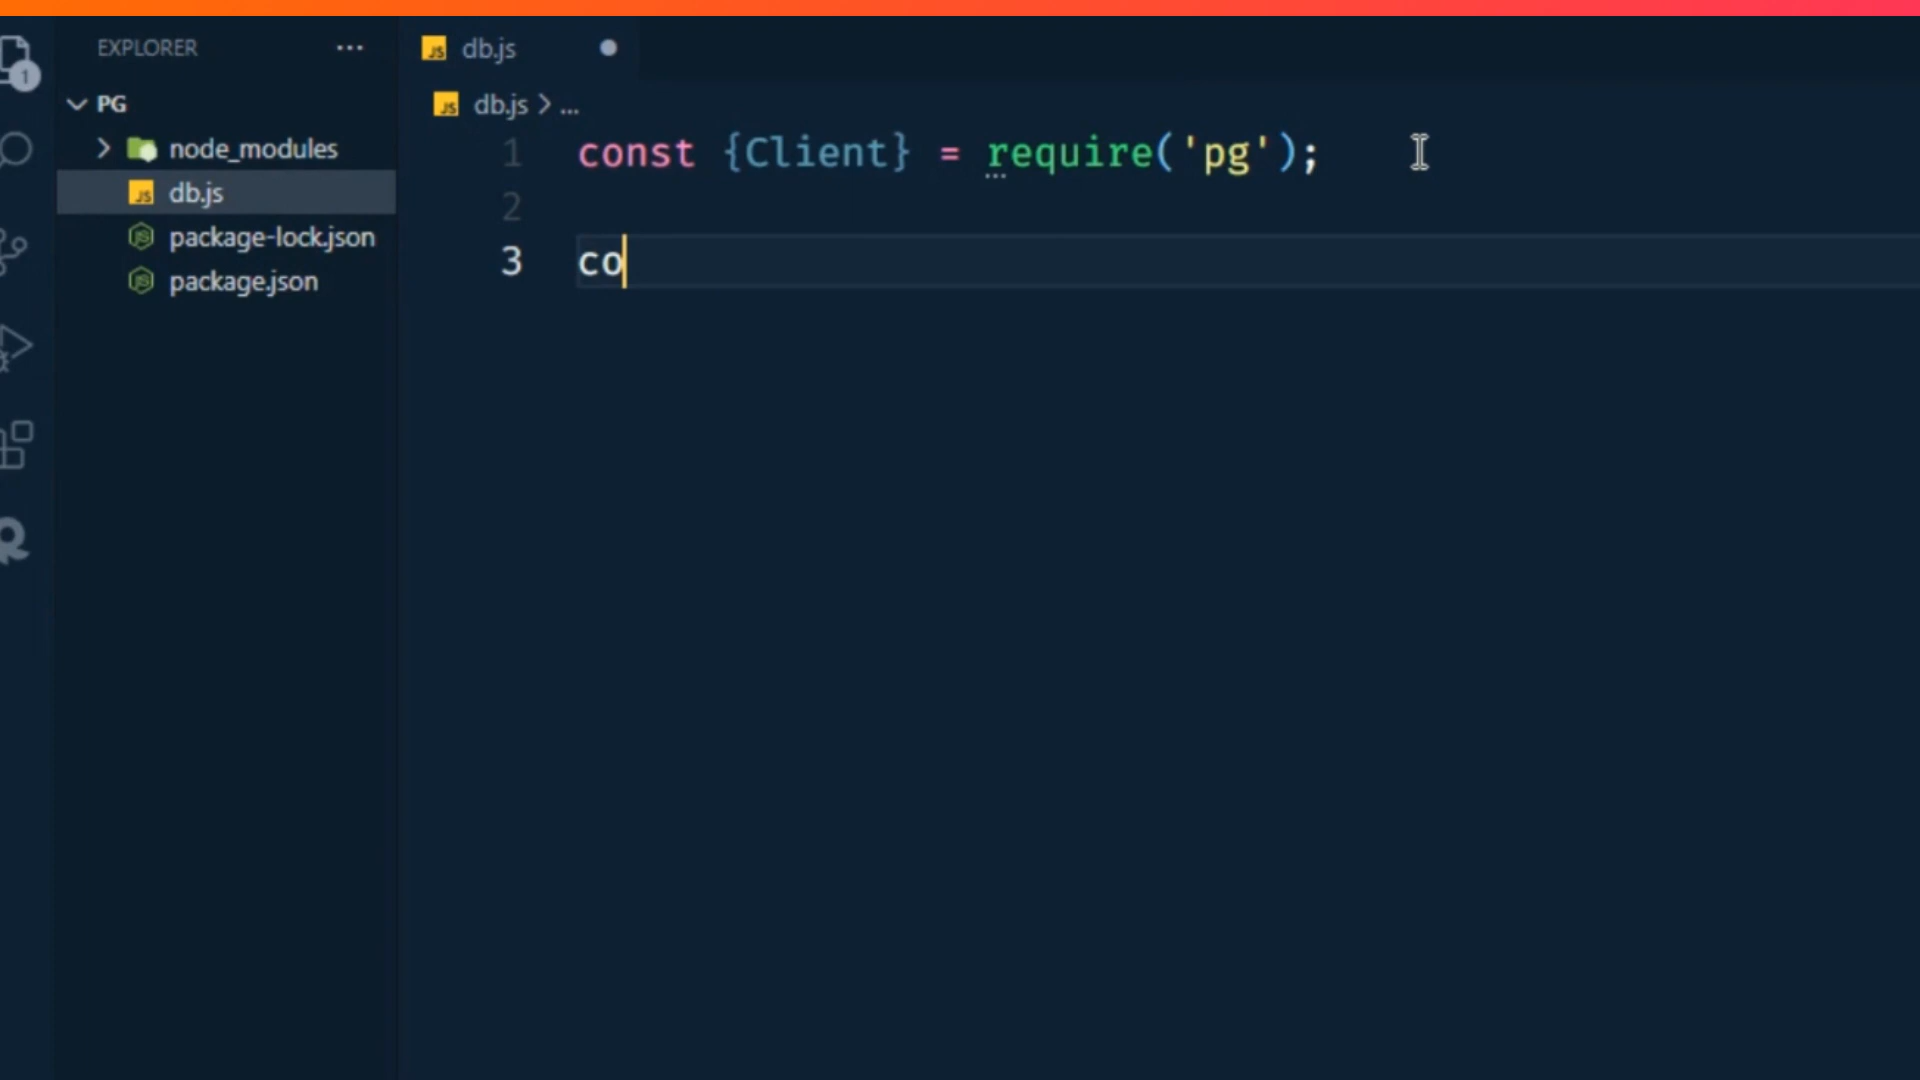 EXPLORER
PG
node_modules
db.js
package-lock.json
package.json
1
db.js
db.js > ...
1 const {Client} = require('pg');
2
3 co